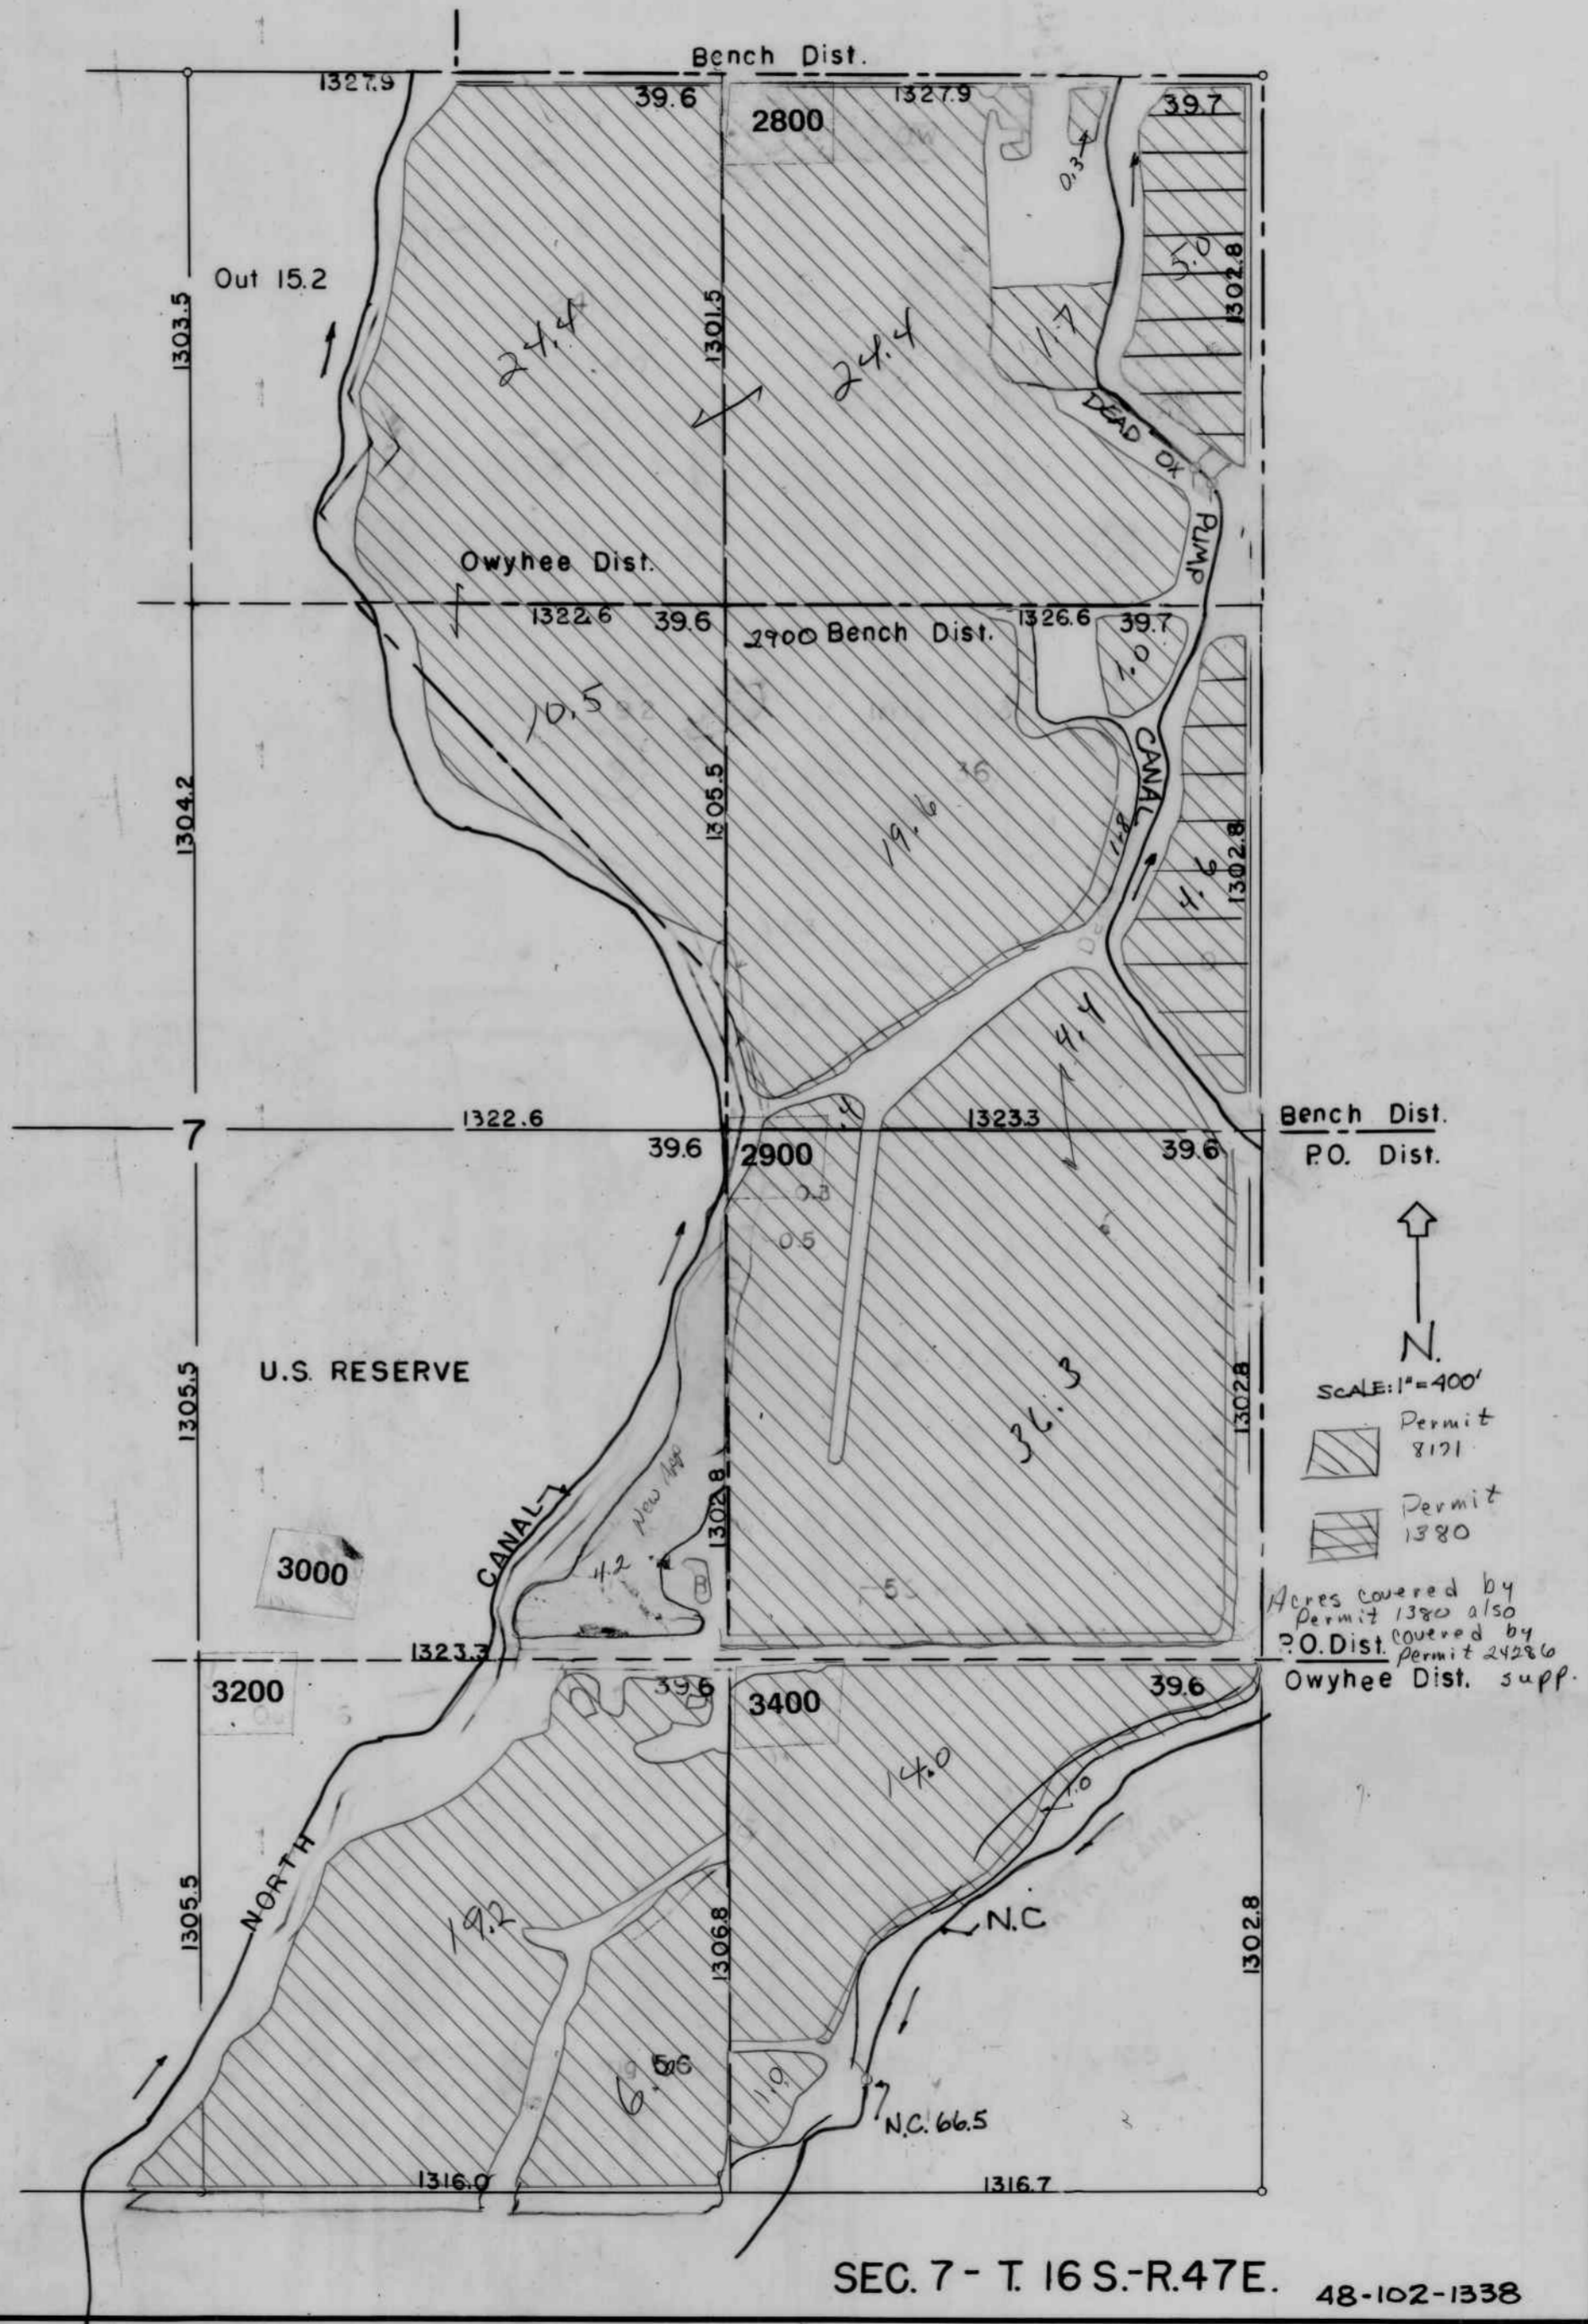 Bench Dist.
1327.9
39.6
1327.9
39.7
2800
0.3
Out 15.2
5.0
1303.5
1301.5
1302.8
24.4
24.4
1.7
DEAD OX PUMP CANAL
Owyhee Dist.
1322.6
39.6
1326.6
39.7
2900 Bench Dist.
1.0
10.5
36
1304.2
1305.5
19.6
1.8
1302.8
4.6
4.4
.4
7
1322.6
1323.3
Bench Dist.
39.6
2900
39.6
P.O. Dist.
0.3
0.5
N.
SCALE: 1"=400'
U.S. RESERVE
1305.5
1302.8
36.3
Permit
Permit
1380
New App
1302.8
4.2
3000
CANAL
Acres covered by
Permit 1380 also
covered by
P.O. Dist.
Permit 24286
supp.
1323.3
Owyhee Dist.
3200
39.6
3400
39.6
14.0
1.0
NORTH
19.2
N.C.
1305.5
1306.8
1302.8
1.0
N.C. 66.5
1316.0
1316.7
SEC. 7 - T. 16 S.-R.47E.
48-102-1338